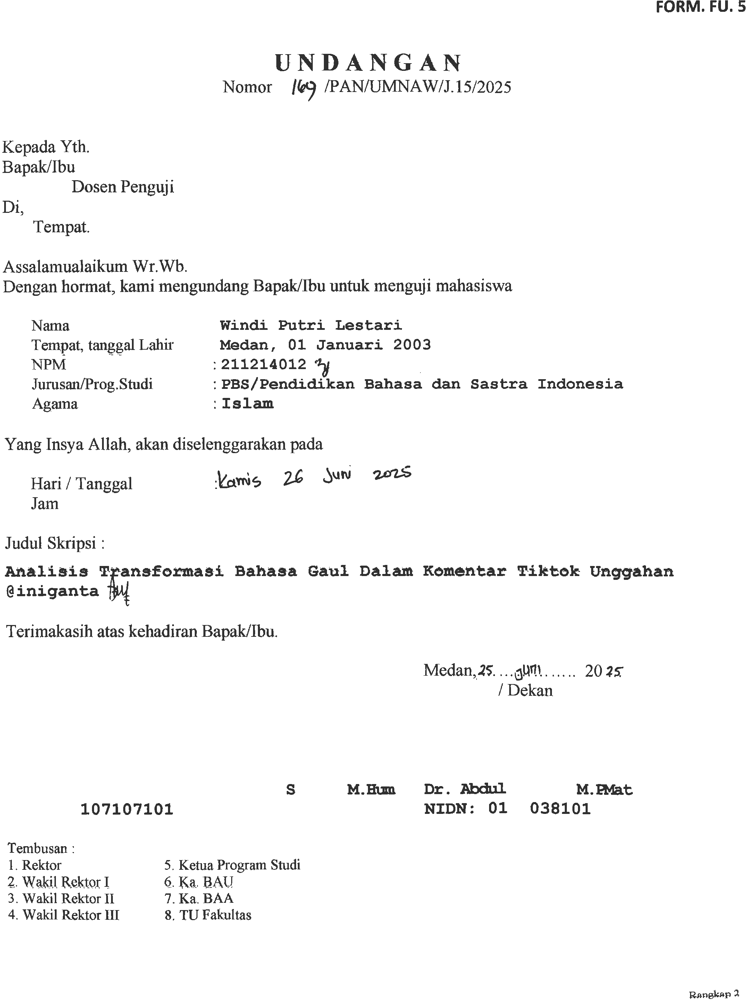 FORM. FU. 5
UNDANGAN
Nomor 169 /PAN/UMNAW/J.15/2025
Kepada Yth.
Bapak/Ibu
Dosen Penguji
Di,
Tempat.
Assalamualaikum Wr.Wb.
Dengan hormat, kami mengundang Bapak/Ibu untuk menguji mahasiswa
Nama Windi Putri Lestari
Tempat, tanggal Lahir Medan, 01 Januari 2003
NPM : 211214012
Jurusan/Prog.Studi : PBS/Pendidikan Bahasa dan Sastra Indonesia
Agama : Islam
Yang Insya Allah, akan diselenggarakan pada
Hari / Tanggal : Kamis 26 Juni 2025
Jam
Judul Skripsi :
Analisis Transformasi Bahasa Gaul Dalam Komentar Tiktok Unggahan
@iniganta
Terimakasih atas kehadiran Bapak/Ibu.
Medan, 25....juni....... 2025
/ Dekan
S M.Hum Dr. Abdul M.PMat
107107101 NIDN: 01 038101
Tembusan :
1. Rektor 5. Ketua Program Studi
2. Wakil Rektor I 6. Ka. BAU
3. Wakil Rektor II 7. Ka. BAA
4. Wakil Rektor III 8. TU Fakultas
Rangkap 2